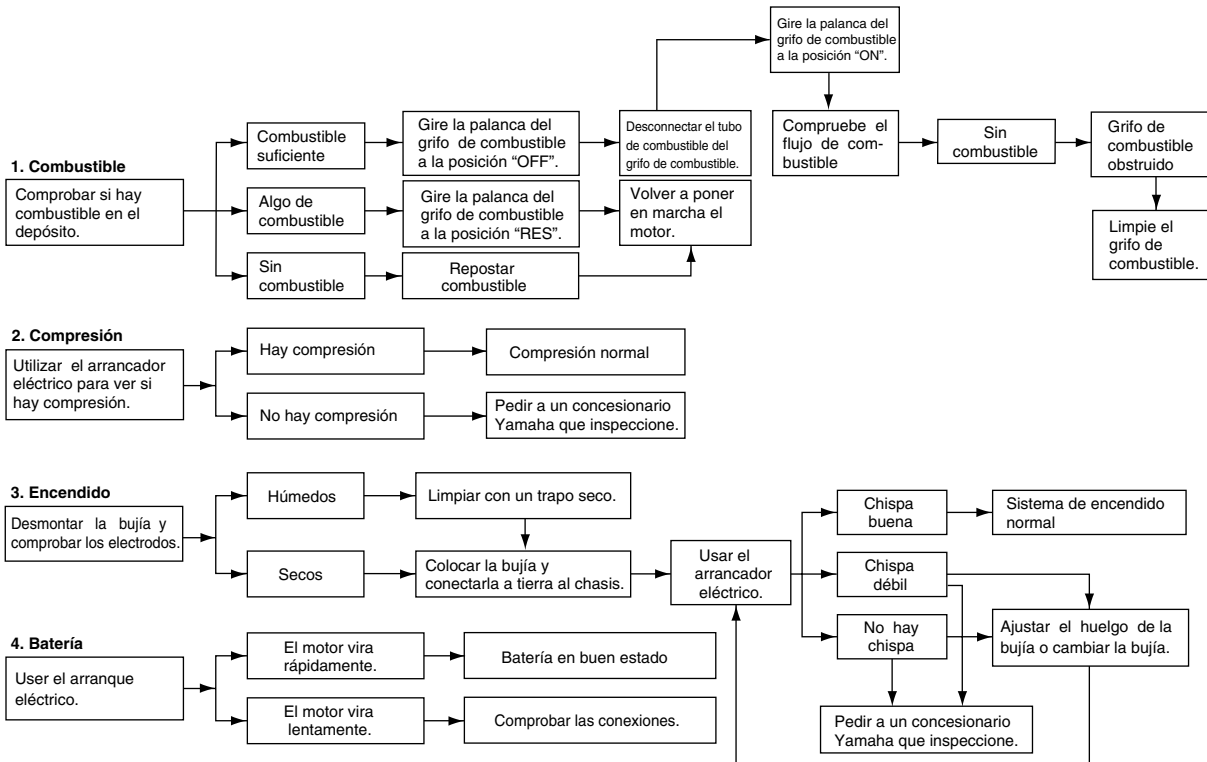 1. Combustible
Comprobar si hay
combustible en el
depósito.
Combustible
suficiente
Gire la palanca del
grifo de combustible
a la posición “OFF”.
Desconnectar el tubo
de combustible del
grifo de combustible.
Gire la palanca del
grifo de combustible
a la posición “ON”.
Compruebe el
flujo de com-
bustible
Sin
combustible
Grifo de
combustible
obstruido
Limpie el
grifo de
combustible.
Algo de
combustible
Gire la palanca del
grifo de combustible
a la posición “RES”.
Volver a poner
en marcha el
motor.
Sin
combustible
Repostar
combustible
2. Compresión
Utilizar el arrancador
eléctrico para ver si
hay compresión.
Hay compresión
Compresión normal
No hay compresión
Pedir a un concesionario
Yamaha que inspeccione.
3. Encendido
Desmontar la bujía y
comprobar los electrodos.
Húmedos
Limpiar con un trapo seco.
Secos
Colocar la bujía y
conectarla a tierra al chasis.
Usar el
arrancador
eléctrico.
Chispa
buena
Sistema de encendido
normal
Chispa
débil
No hay
chispa
Ajustar el huelgo de la
bujía o cambiar la bujía.
Pedir a un concesionario
Yamaha que inspeccione.
4. Batería
User el arranque
eléctrico.
El motor vira
rápidamente.
Batería en buen estado
El motor vira
lentamente.
Comprobar las conexiones.